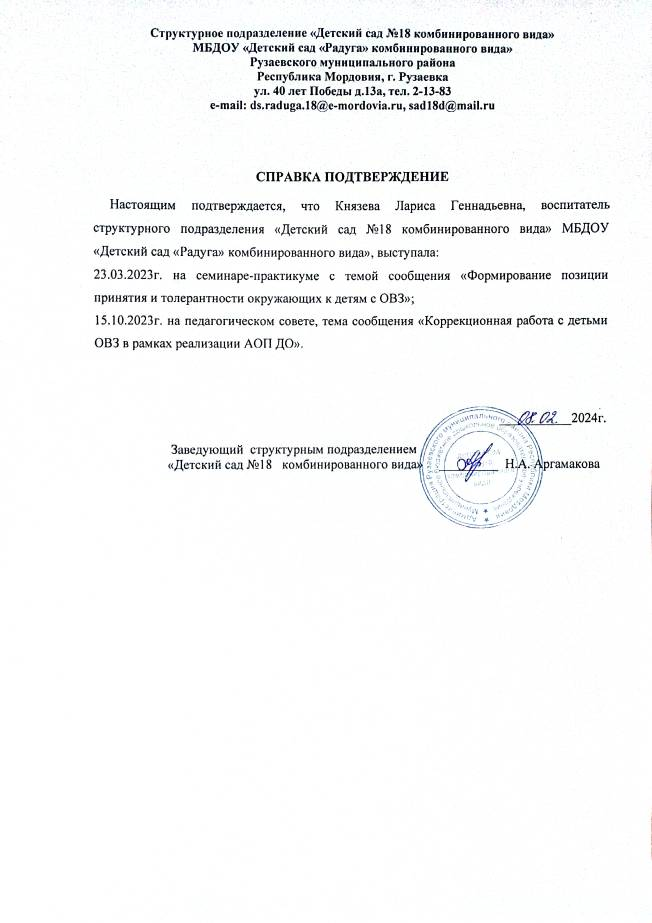 Структурное подразделение «Детский сад №18 комбинированного вида»
МБДОУ «Детский сад «Радуга» комбинированного вида»
Рузаевского муниципального района
Республика Мордовия, г. Рузаевка
ул. 40 лет Победы д.13а, тел. 2-13-83
e-mail: ds.raduga.18@e-mordovia.ru, sad18d@mail.ru
СПРАВКА ПОДТВЕРЖДЕНИЕ
Настоящим подтверждается, что Князева Лариса Геннадьевна, воспитатель
структурного подразделения «Детский сад №18 комбинированного вида» МБДОУ
«Детский сад «Радуга» комбинированного вида», выступала:
23.03.2023г. на семинаре-практикуме с темой сообщения «Формирование позиции
принятия и толерантности окружающих к детям с ОВЗ»;
15.10.2023г. на педагогическом совете, тема сообщения «Коррекционная работа с детьми
ОВЗ в рамках реализации АОП ДО».
08.02. 2024г.
Заведующий структурным подразделением
«Детский сад №18 комбинированного вида» Н.А. Аргамакова